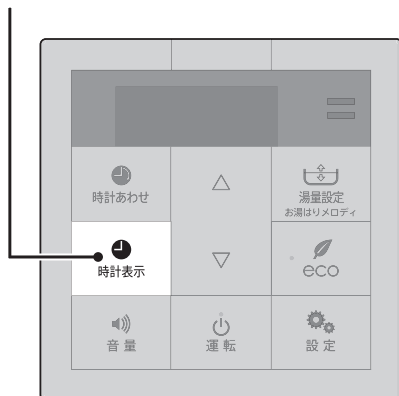 時計あわせ
湯量設定
お湯はりメロディ
時計表示
eco
音量
運転
設定